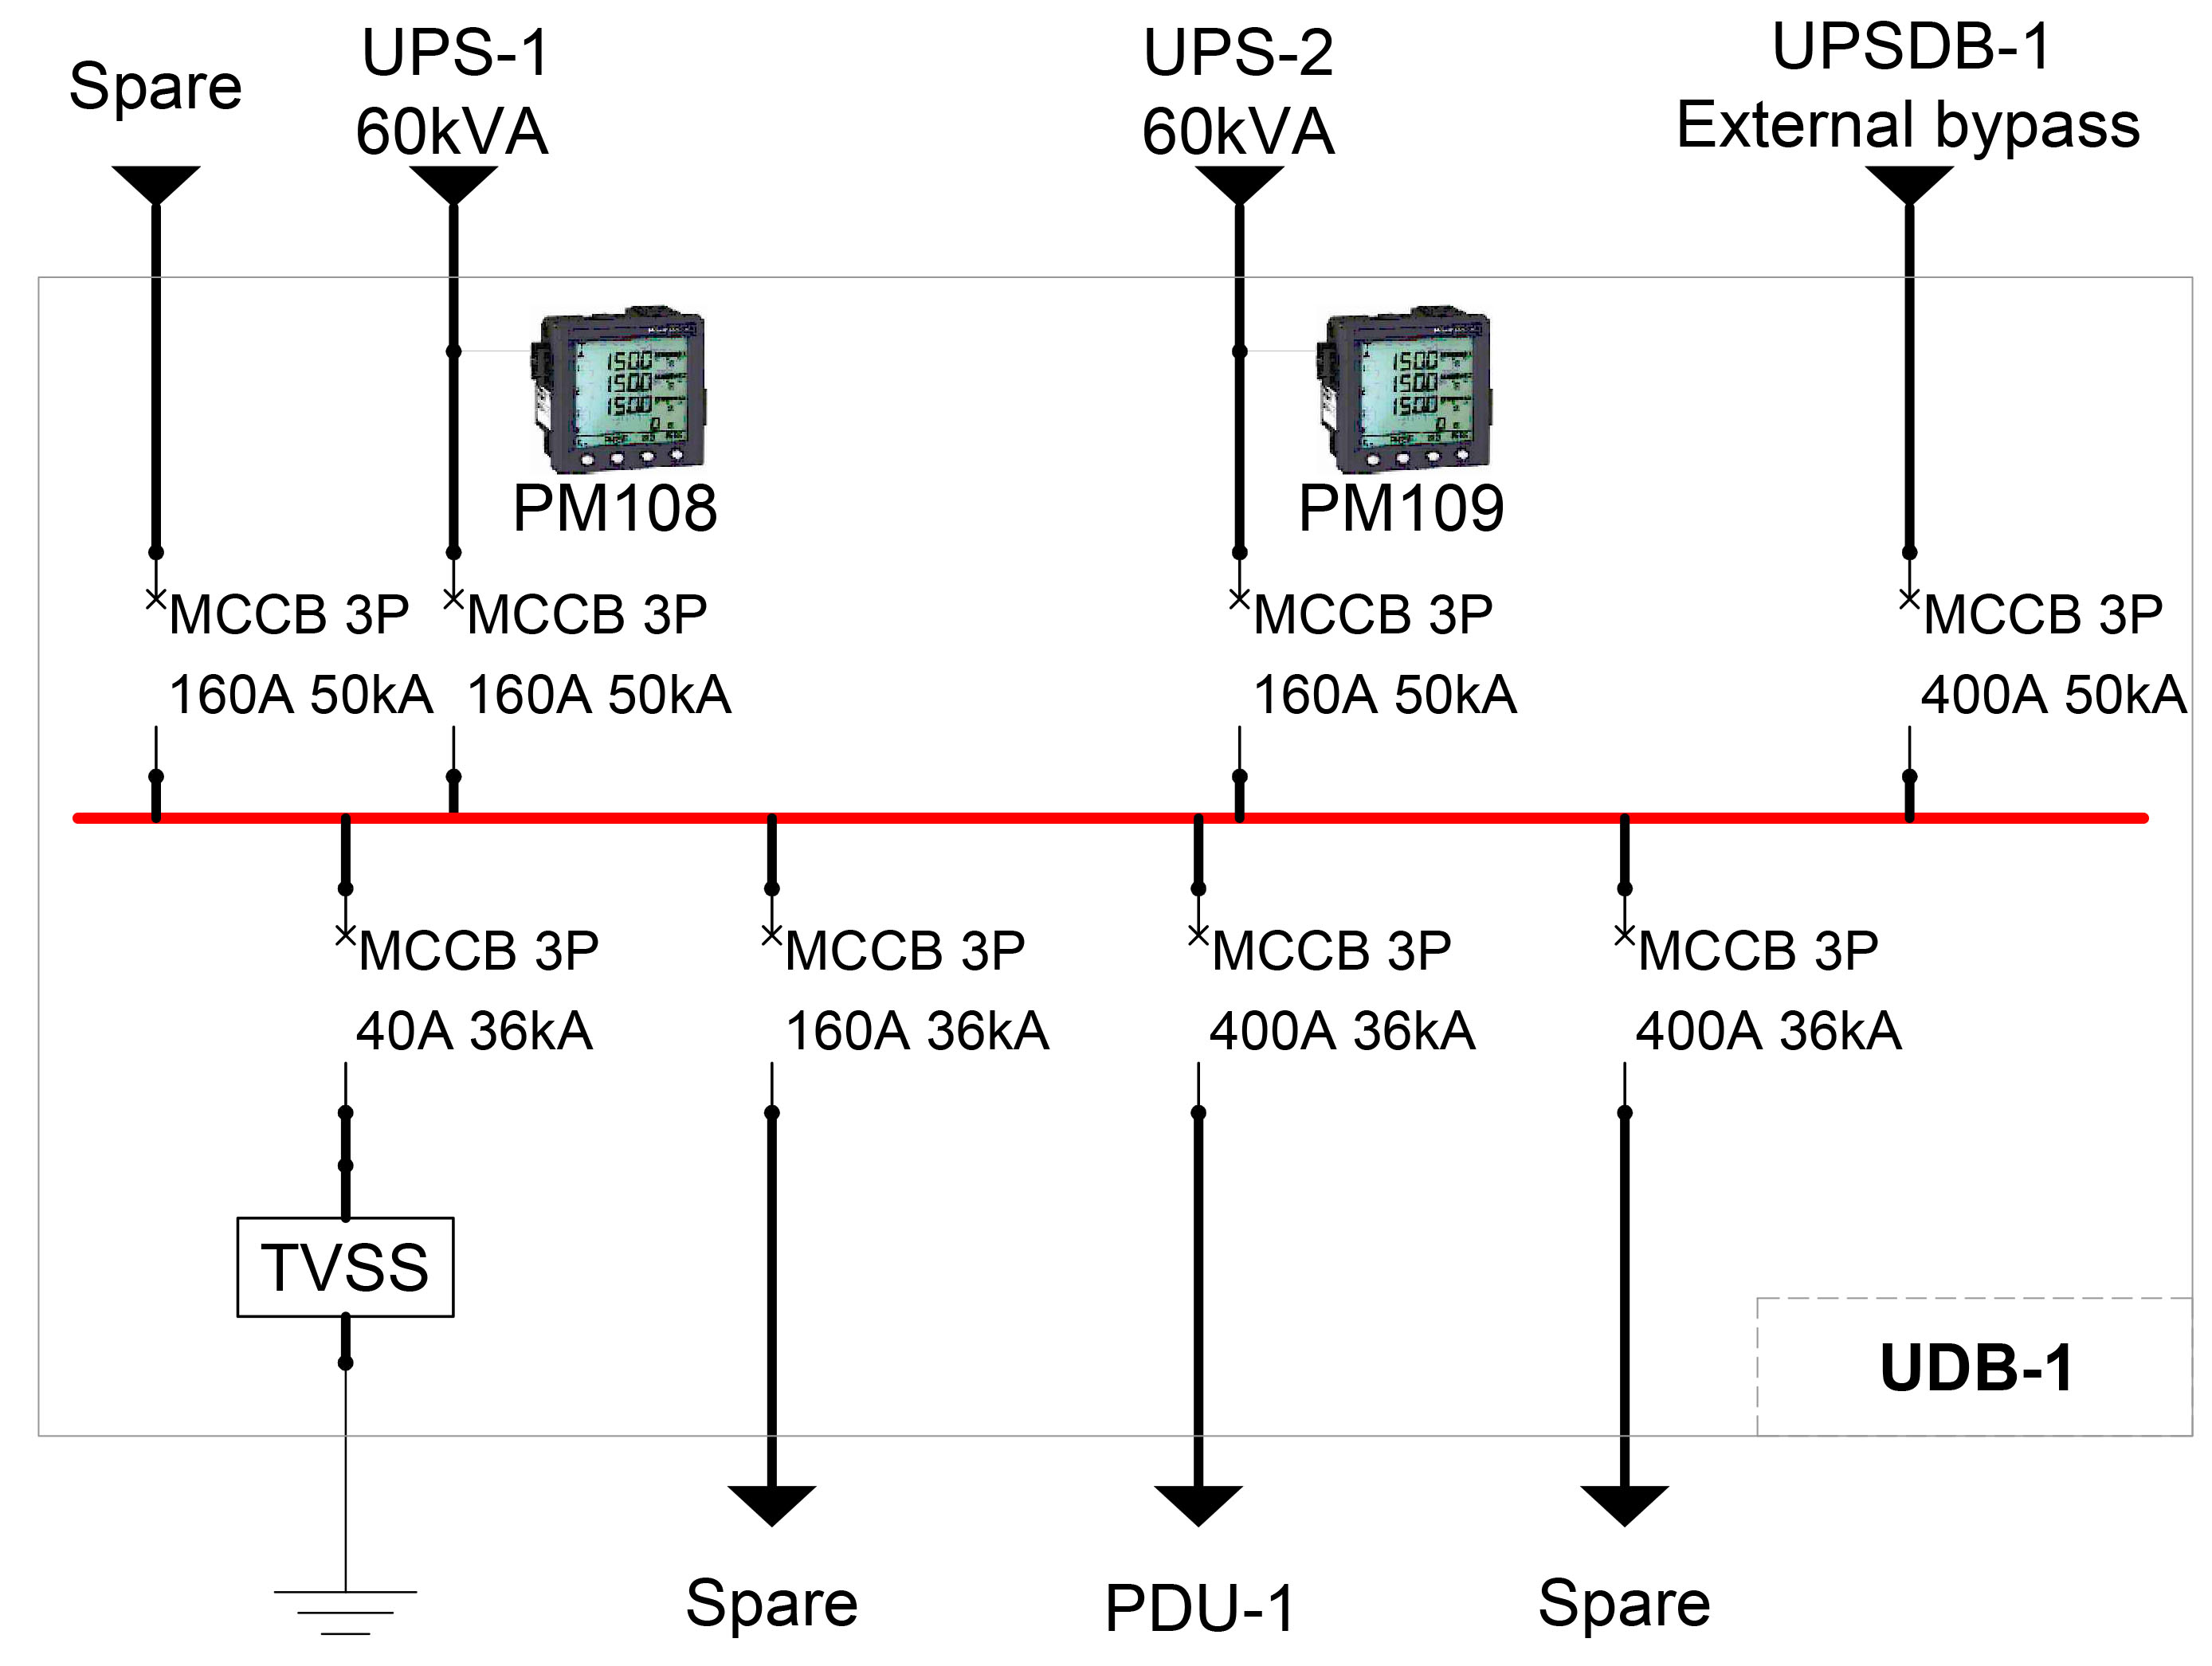 Spare
UPS-1
60kVA
UPS-2
60kVA
UPSDB-1
External bypass
1500
1500
1500
PM108
1500
1500
1500
PM109
MCCB 3P
160A 50kA
MCCB 3P
160A 50kA
MCCB 3P
160A 50kA
MCCB 3P
400A 50kA
MCCB 3P
40A 36kA
MCCB 3P
160A 36kA
MCCB 3P
400A 36kA
MCCB 3P
400A 36kA
TVSS
UDB-1
Spare
PDU-1
Spare